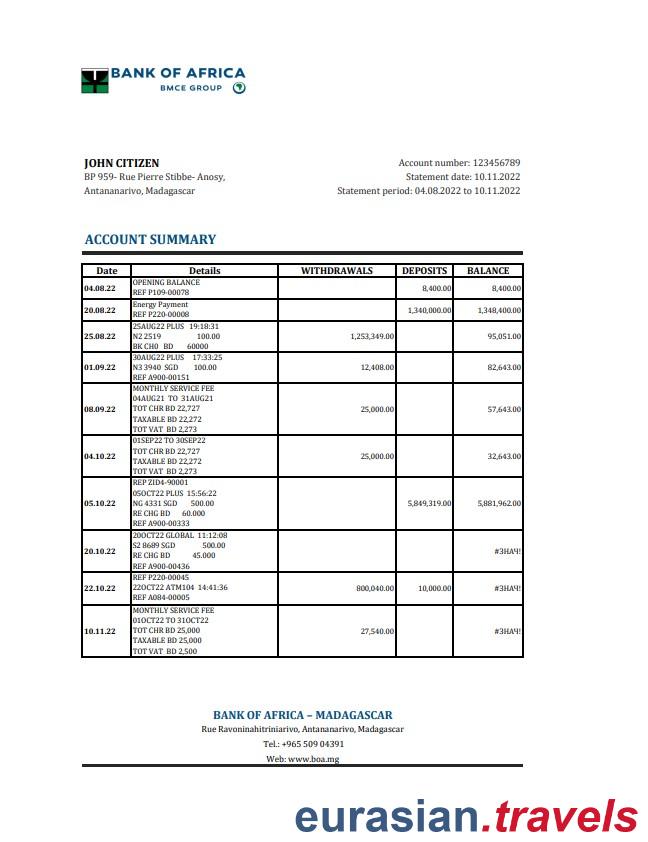 BANK OF AFRICA
BMCE GROUP
JOHN CITIZEN
BP 959- Rue Pierre Stibbe- Anosy,
Antananarivo, Madagascar
Account number: 123456789
Statement date: 10.11.2022
Statement period: 04.08.2022 to 10.11.2022
ACCOUNT SUMMARY
Date Details WITHDRAWALS DEPOSITS BALANCE
04.08.22 OPENING BALANCE 8,400.00 8,400.00
REF P109-00078
20.08.22 Energy Payment 1,340,000.00 1,348,400.00
REF P220-00008
25AUG22 PLUS 19:18:31
25.08.22 N2 2519 100.00 1,253,349.00 95,051.00
BK CH0 BD 60000
30AUG22 PLUS 17:33:25
01.09.22 N3 3940 SGD 100.00 12,408.00 82,643.00
REF A900-00151
MONTHLY SERVICE FEE
04AUG21 TO 31AUG21
08.09.22 TOT CHR BD 22,727 25,000.00 57,643.00
TAXABLE BD 22,272
TOT VAT BD 2,273
01SEP22 TO 30SEP22
04.10.22 TOT CHR BD 22,727 25,000.00 32,643.00
TAXABLE BD 22,272
TOT VAT BD 2,273
REP ZID4-90001
05OCT22 PLUS 15:56:22
05.10.22 NG 4331 SGD 500.00 5,849,319.00 5,881,962.00
RE CHG BD 60.000
REF A900-00333
20OCT22 GLOBAL 11:12:08
20.10.22 S2 8689 SGD 500.00 #ЗНАЧ!
RE CHG BD 45.000
REF A900-00436
REF P220-00045
22.10.22 22OCT22 ATM104 14:41:36 800,040.00 10,000.00 #ЗНАЧ!
REF A084-00005
MONTHLY SERVICE FEE
01OCT22 TO 31OCT22
10.11.22 TOT CHR BD 25,000 27,540.00 #ЗНАЧ!
TAXABLE BD 25,000
TOT VAT BD 2,500
BANK OF AFRICA – MADAGASCAR
Rue Ravoninahitriniarivo, Antananarivo, Madagascar
Tel.: +965 509 04391
Web: www.boa.mg
eurasian.travels